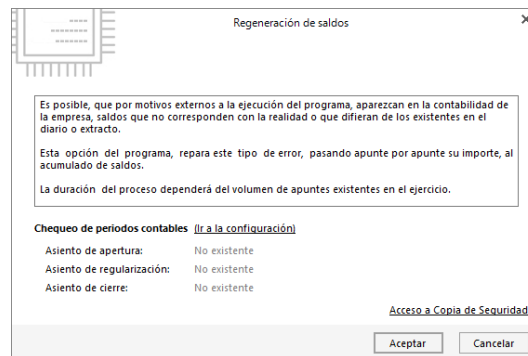 Regeneración de saldos
Es posible, que por motivos externos a la ejecución del programa, aparezcan en la contabilidad de
la empresa, saldos que no corresponden con la realidad o que difieran de los existentes en el
diario o extracto.
Esta opción del programa, repara este tipo de error, pasando apunte por apunte su importe, al
acumulado de saldos.
La duración del proceso dependerá del volumen de apuntes existentes en el ejercicio.
Chequeo de periodos contables (Ir a la configuración)
Asiento de apertura: No existente
Asiento de regularización: No existente
Asiento de cierre: No existente
Acceso a Copia de Seguridad
Aceptar Cancelar